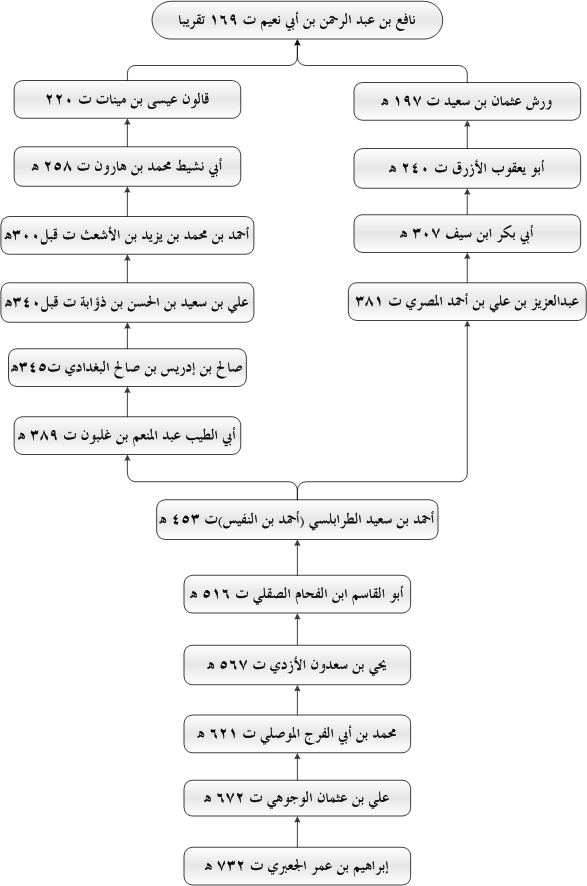 نافع بن عبد الرحمن بن أبي نعيم ت ١٦٩ تقريبا
ورش عثمان بن سعيد ت ١٩٧ ه
قالون عيسى بن مينات ت ٢٢٠
أبو يعقوب الأزرق ت ٢٤٠ ه
أبي نشيط محمد بن هارون ت ٢٥٨ ه
أبي بكر ابن سيف ٣٠٧ ه
أحمد بن محمد بن يزيد بن الأشعث ت قبل٣٠٠ه
عبدالعزيز بن علي بن أحمد المصري ت ٣٨١
علي بن سعيد بن الحسن بن ذؤابة ت قبل٣٤٠ه
صالح بن إدريس بن صالح البغدادي ت٣٤٥ه
أبي الطيب عبد المنعم بن غلبون ت ٣٨٩ ه
أحمد بن سعيد الطرابلسي (أحمد بن النفيس)ت ٤٥٣ ه
أبو القاسم ابن الفحام الصقلي ت ٥١٦ ه
يحي بن سعدون الأزدي ت ٥٦٧ ه
محمد بن أبي الفرج الموصلي ت ٦٢١ ه
علي بن عثمان الوجوهي ت ٦٧٢ ه
إبراهيم بن عمر الجعبري ت ٧٣٢ ه